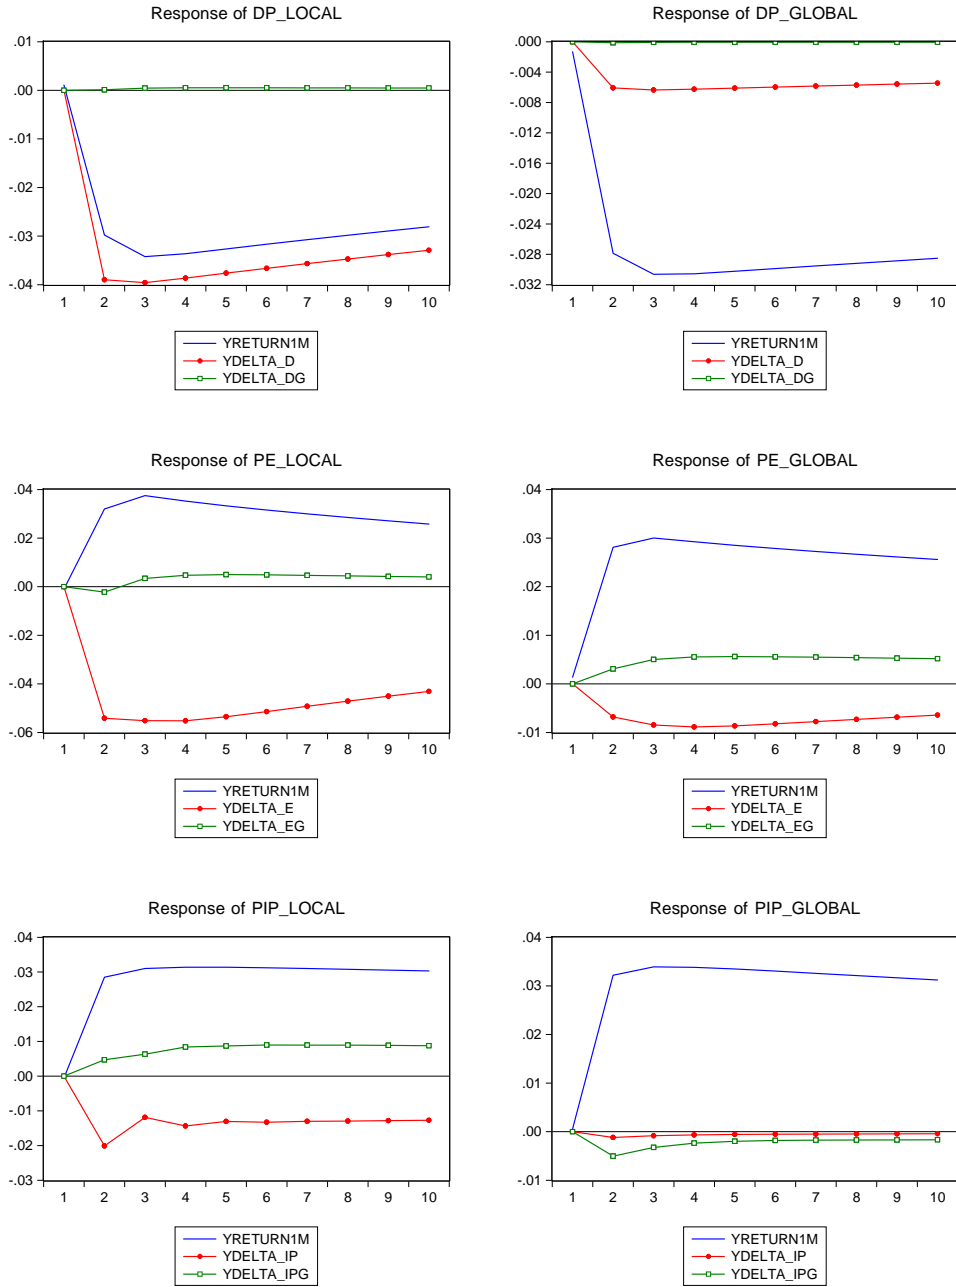 Response of DP_LOCAL
.01
.00
-.01
-.02
-.03
-.04
1 2 3 4 5 6 7 8 9 10
YRETURN1M
YDELTA_D
YDELTA_DG
Response of DP_GLOBAL
.000
-.004
-.008
-.012
-.016
-.020
-.024
-.028
-.032
1 2 3 4 5 6 7 8 9 10
YRETURN1M
YDELTA_D
YDELTA_DG
Response of PE_LOCAL
.04
.02
.00
-.02
-.04
-.06
1 2 3 4 5 6 7 8 9 10
YRETURN1M
YDELTA_E
YDELTA_EG
Response of PE_GLOBAL
.04
.03
.02
.01
.00
-.01
1 2 3 4 5 6 7 8 9 10
YRETURN1M
YDELTA_E
YDELTA_EG
Response of PIP_LOCAL
.04
.03
.02
.01
.00
-.01
-.02
-.03
1 2 3 4 5 6 7 8 9 10
YRETURN1M
YDELTA_IP
YDELTA_IPG
Response of PIP_GLOBAL
.04
.03
.02
.01
.00
-.01
1 2 3 4 5 6 7 8 9 10
YRETURN1M
YDELTA_IP
YDELTA_IPG